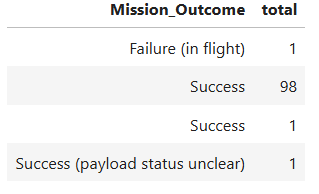 Mission_Outcome total
Failure (in flight) 1
Success 98
Success 1
Success (payload status unclear) 1